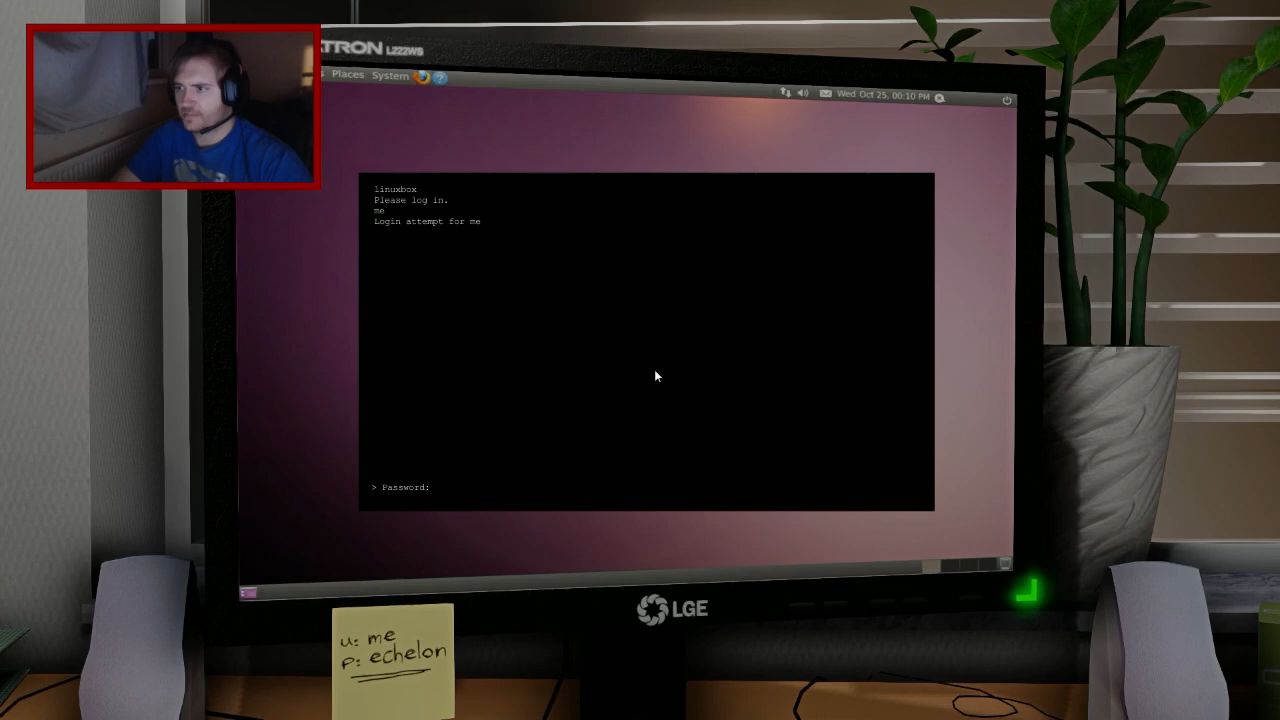 TRON L222WS
Places System
Wed Oct 25, 00:10 PM
linuxbox
Please log in.
me
Login attempt for me
> Password:
LGE
u: me
p: echelon